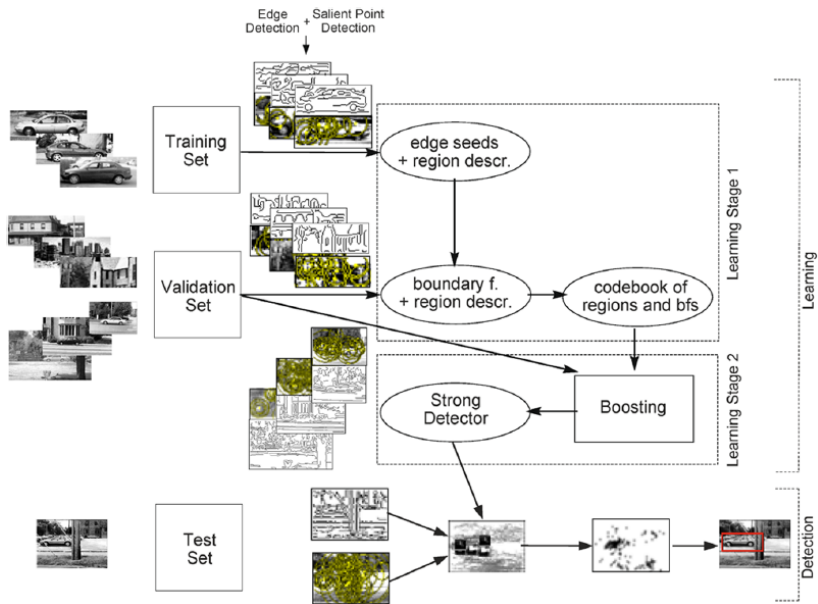 Edge
Detection
+
Salient Point
Detection
Training
Set
edge seeds
+ region descr.
Learning Stage 1
Learning
Validation
Set
boundary f.
+ region descr.
codebook of
regions and bfs
Strong
Detector
Boosting
Learning Stage 2
Test
Set
Detection